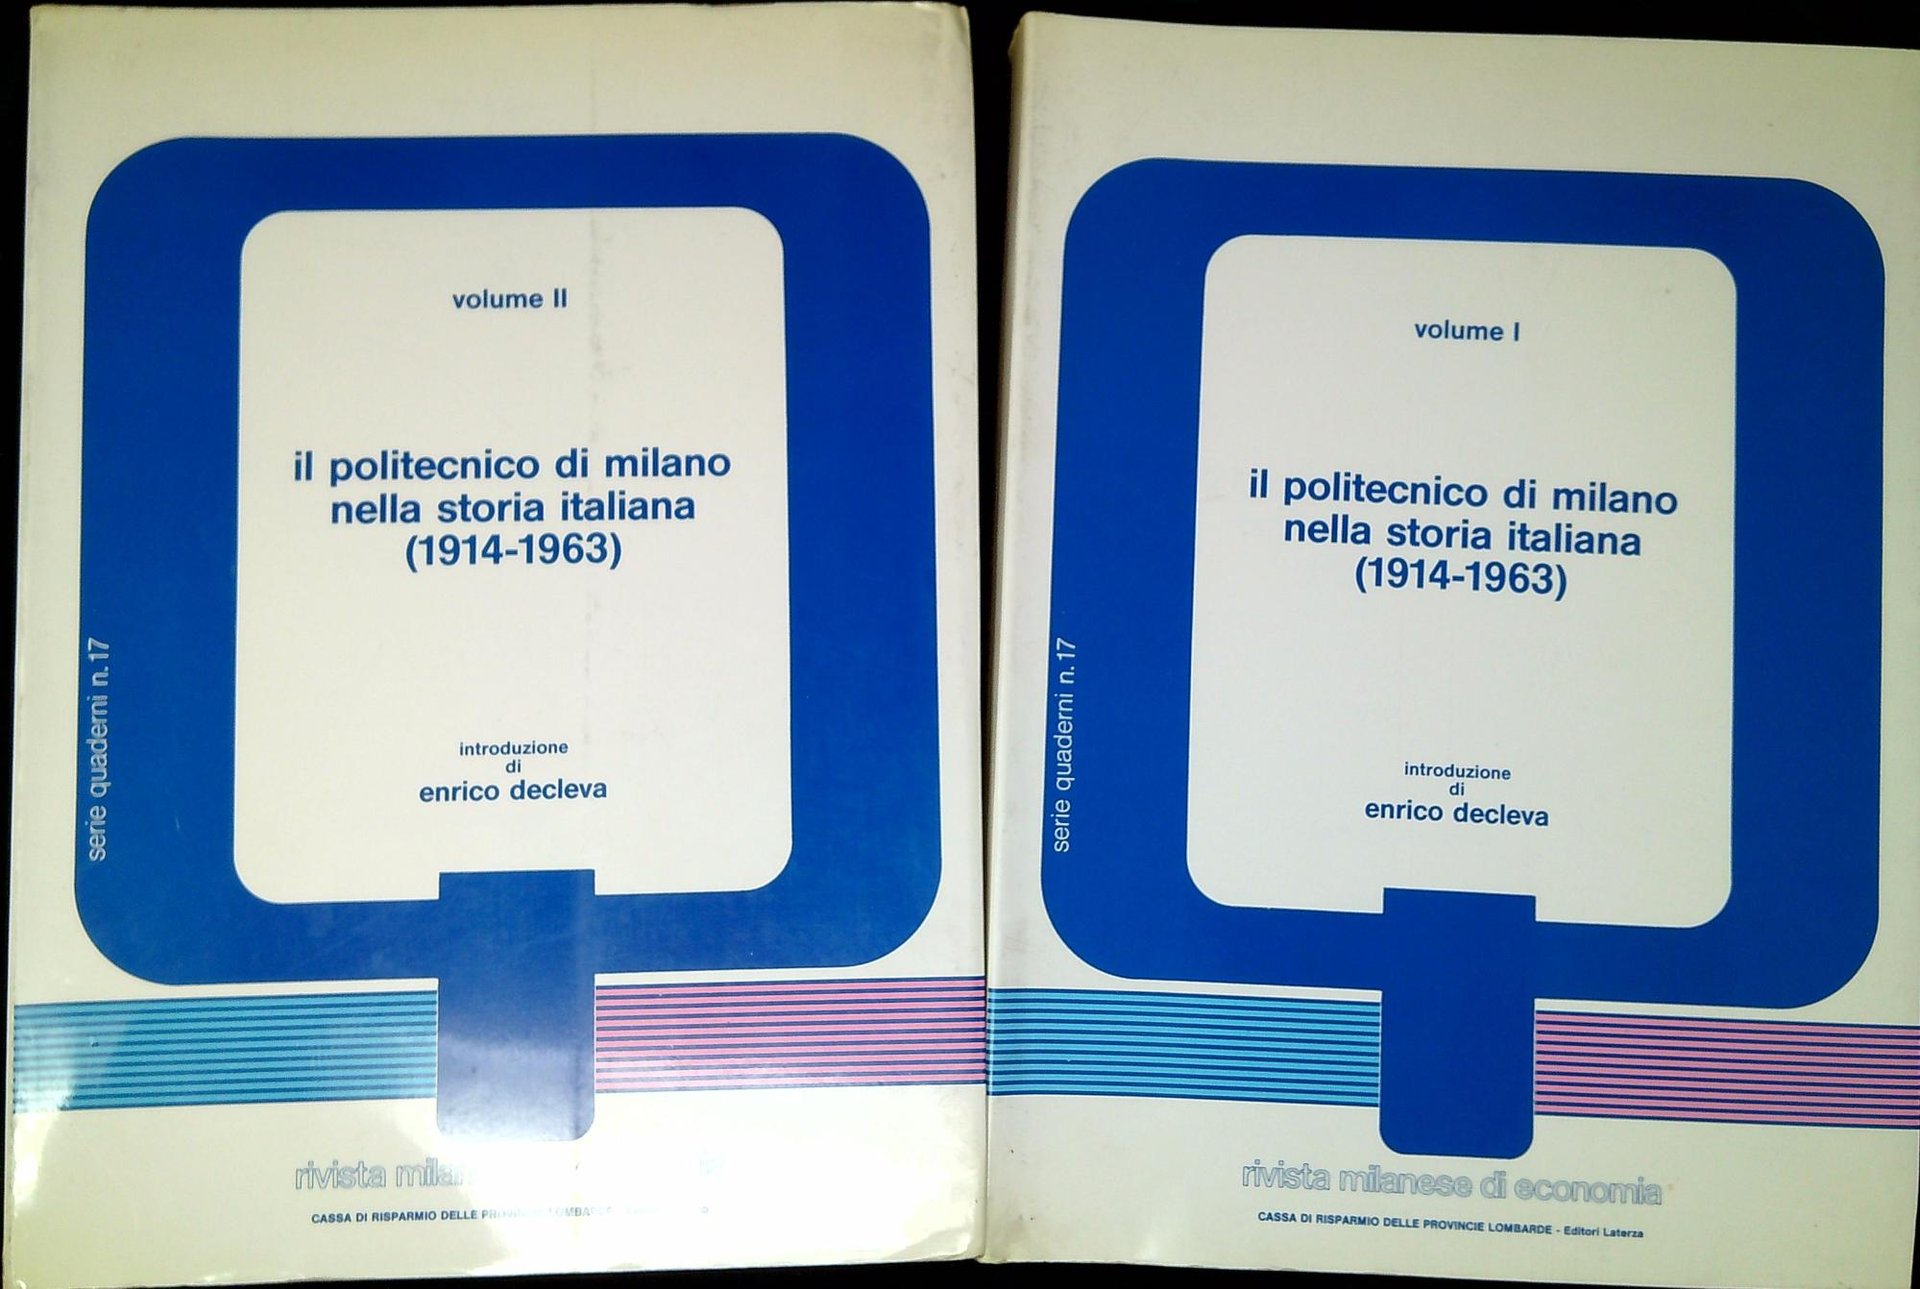 volume II
il politecnico di milano
nella storia italiana
(1914-1963)
serie quaderni n. 17
introduzione
di
enrico decleva
rivista
CASSA DI RISPARMIO DELLE
volume I
il politecnico di milano
nella storia italiana
(1914-1963)
serie quaderni n. 17
introduzione
di
enrico decleva
rivista milanese di economia
CASSA DI RISPARMIO DELLE PROVINCIE LOMBARDE - Editori Laterza